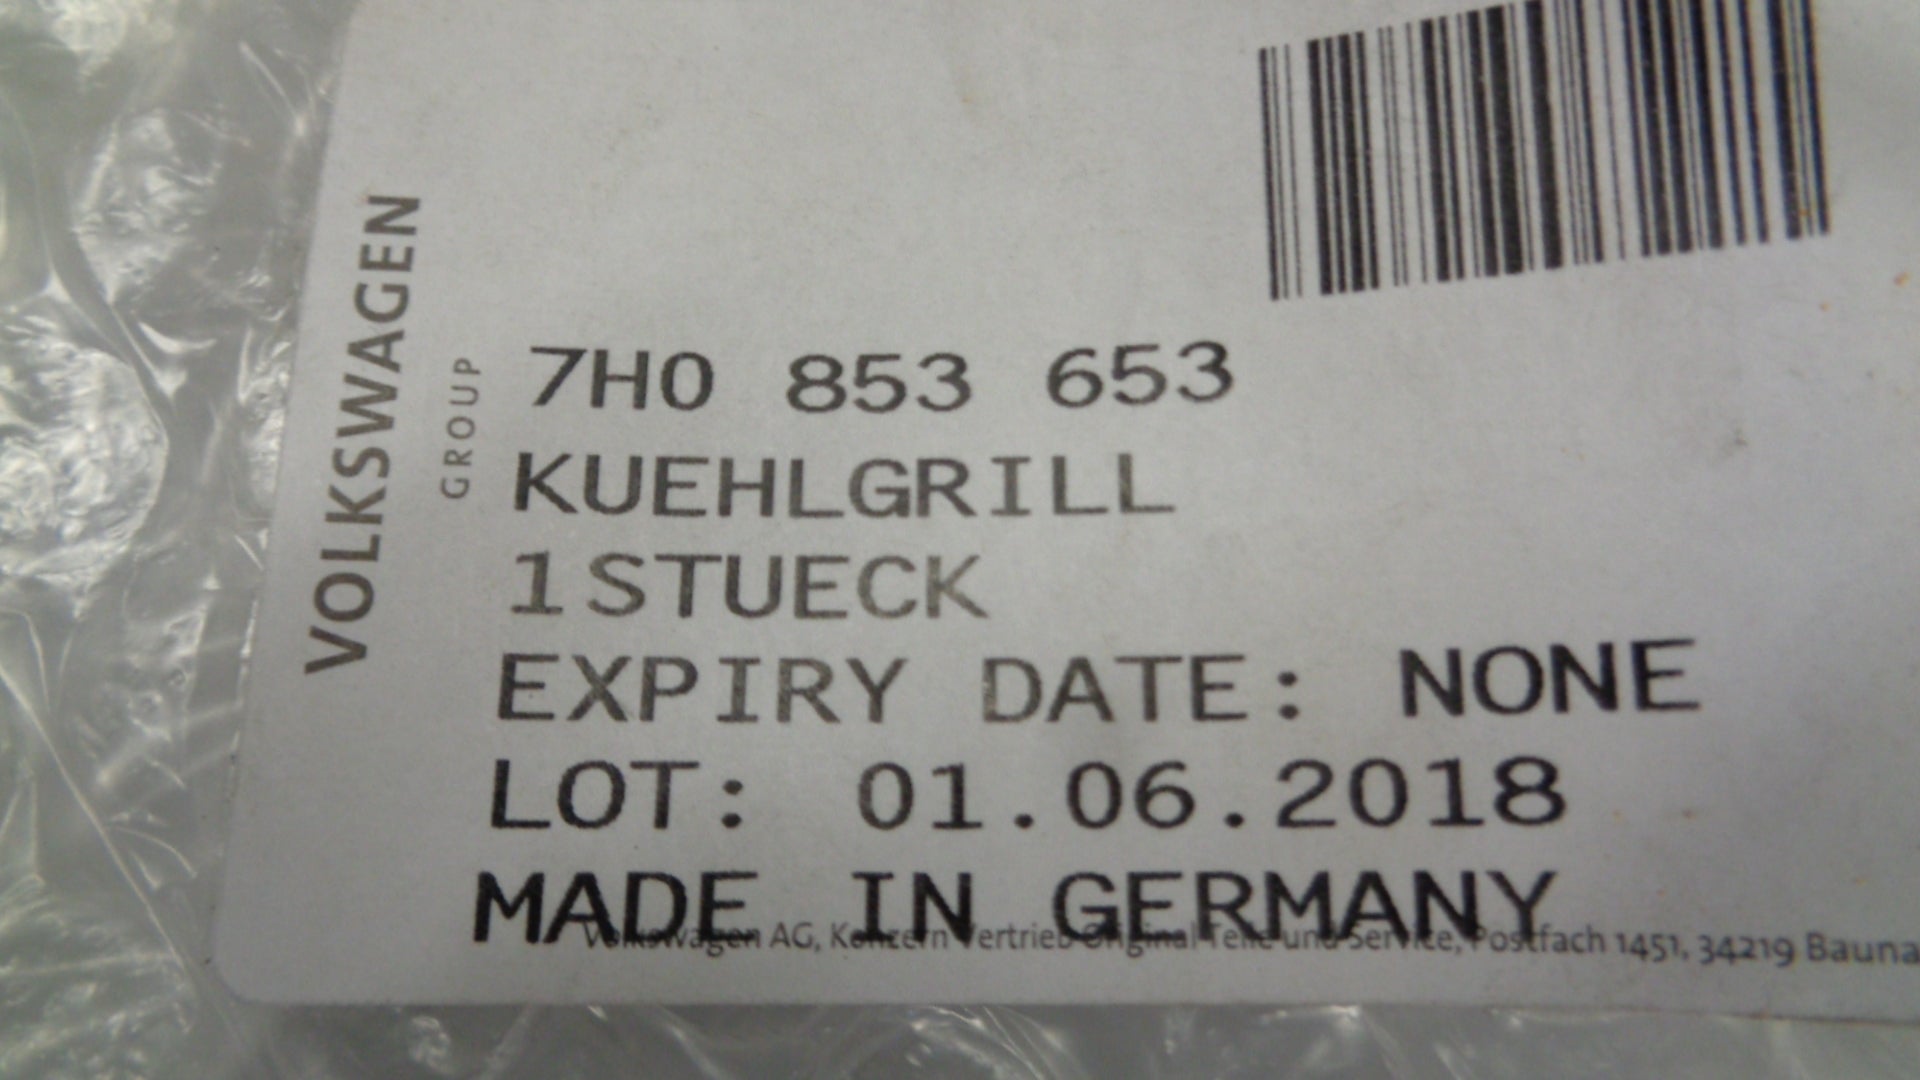 VOLKSWAGEN
GROUP
7H0 853 653
KUEHLGRILL
1STUECK
EXPIRY DATE: NONE
LOT: 01.06.2018
MADE IN GERMANY
Volkswagen AG, Konzern Vertrieb Original Teile und Service, Postfach 1451, 34219 Bauna